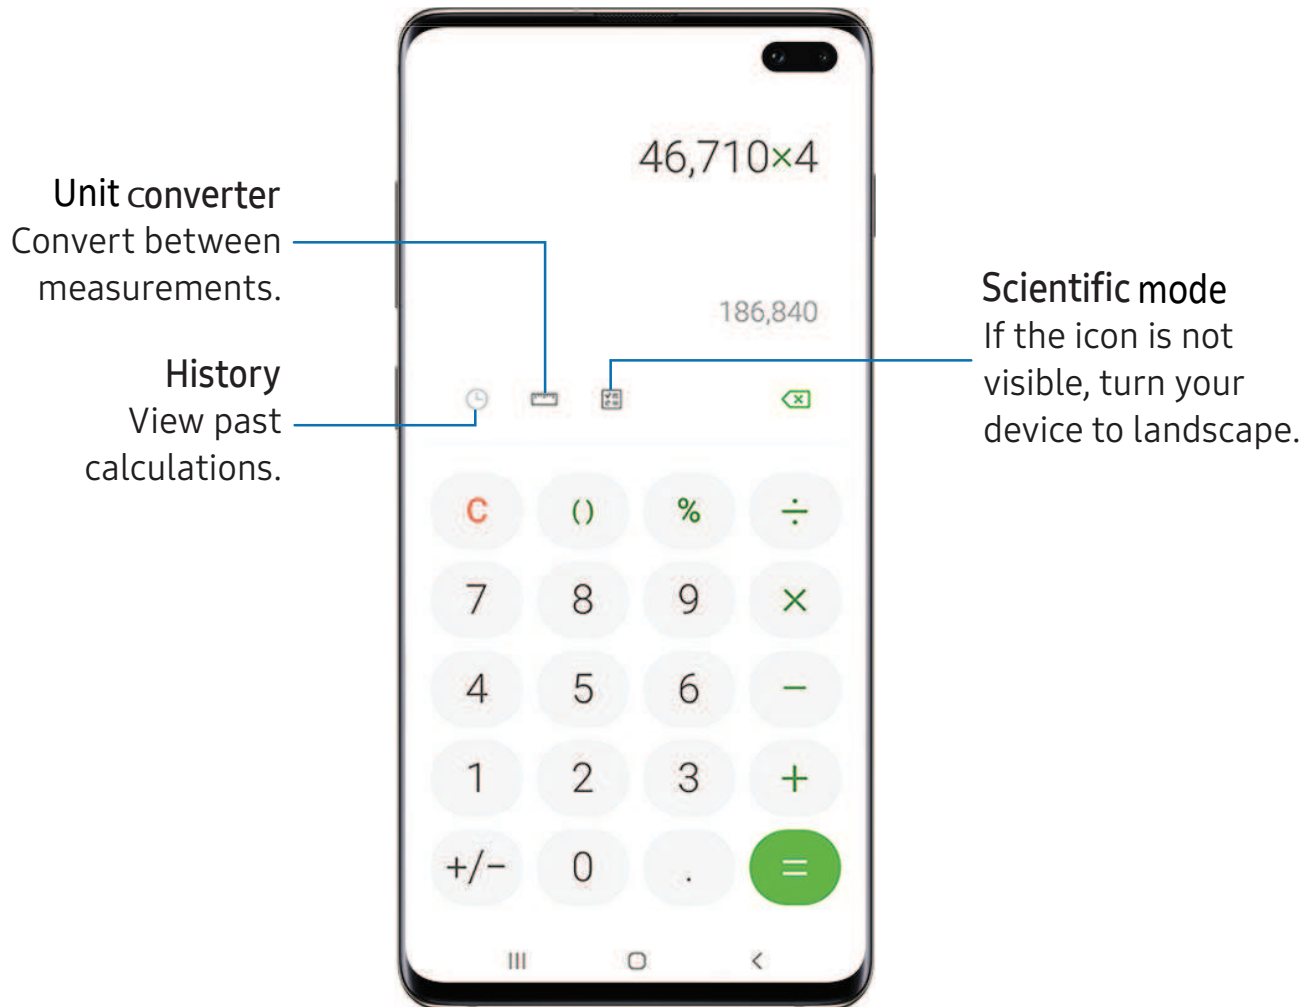 46,710×4
186,840
Unit converter
Convert between
measurements.
History
View past
calculations.
Scientific mode
If the icon is not
visible, turn your
device to landscape.
C () % ÷
7 8 9 ×
4 5 6 −
1 2 3 +
+/− 0 . =